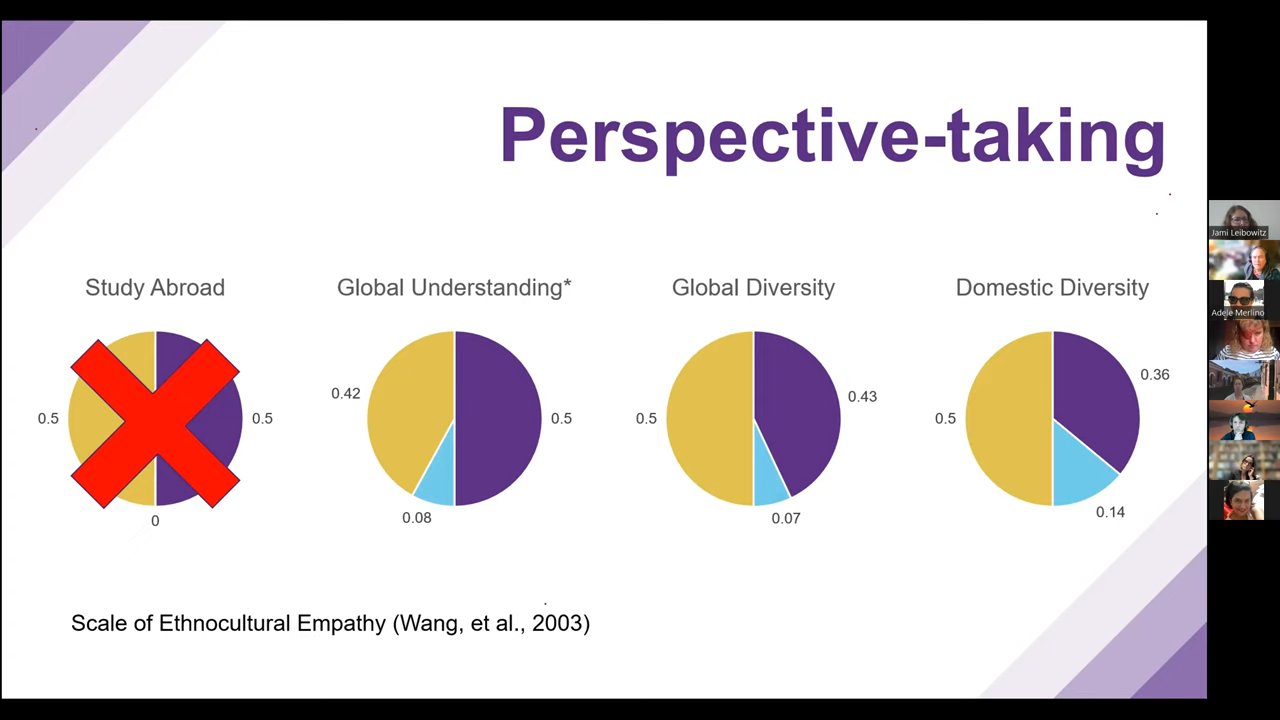 Perspective-taking
Study Abroad
Global Understanding*
Global Diversity
Domestic Diversity
0.5
0.5
0
0.42
0.5
0.08
0.5
0.43
0.07
0.5
0.36
0.14
Scale of Ethnocultural Empathy (Wang, et al., 2003)
Jami Leibowitz
Adele Merlino